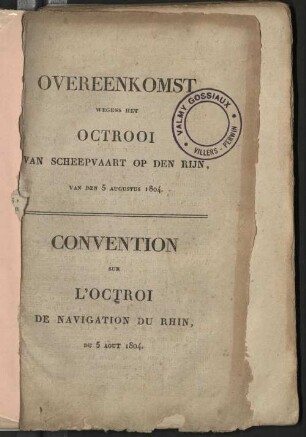 OVEREENKOMST
WEGENS HET
OCTROOI
VAN SCHEEPVAART OP DEN RIJN,
VAN DEN 5 AUGUSTUS 1804.
VALMY GOSSIAUX
VILLERS-PERWIN
CONVENTION
SUR
L'OCTROI
DE NAVIGATION DU RHIN,
DU 5 AOUT 1804.